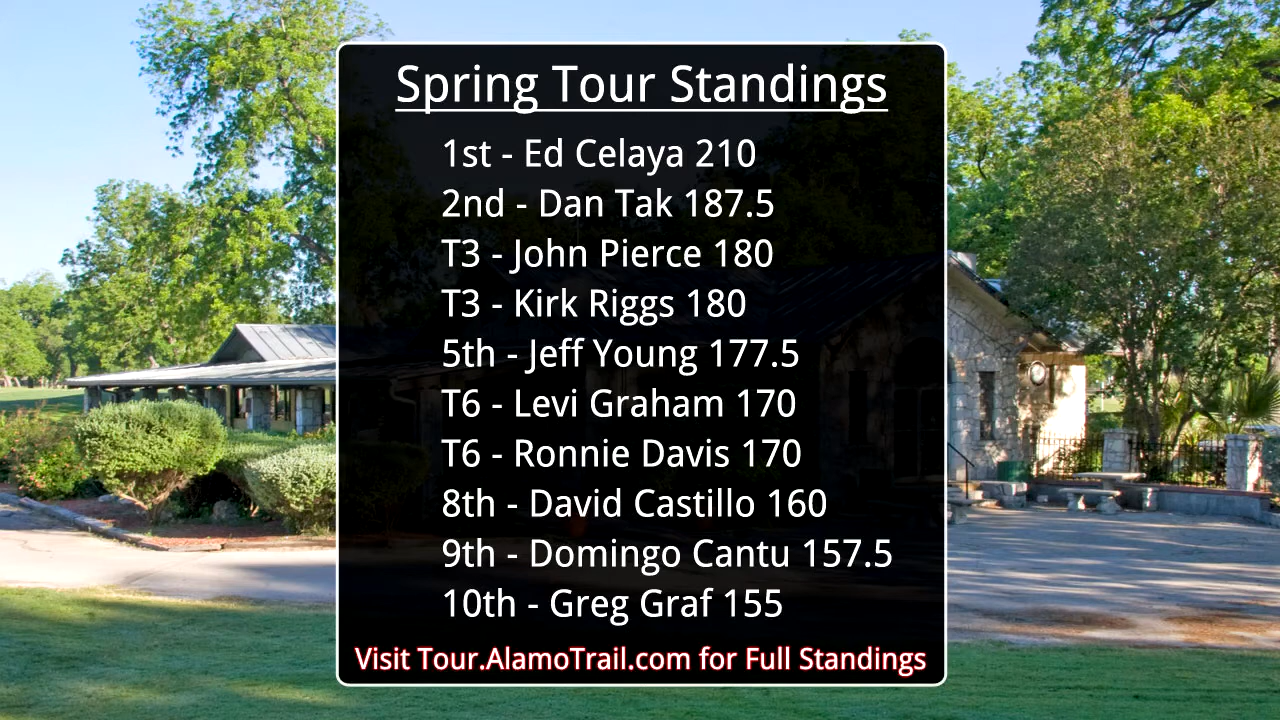 Spring Tour Standings
1st - Ed Celaya 210
2nd - Dan Tak 187.5
T3 - John Pierce 180
T3 - Kirk Riggs 180
5th - Jeff Young 177.5
T6 - Levi Graham 170
T6 - Ronnie Davis 170
8th - David Castillo 160
9th - Domingo Cantu 157.5
10th - Greg Graf 155
Visit Tour.AlamoTrail.com for Full Standings